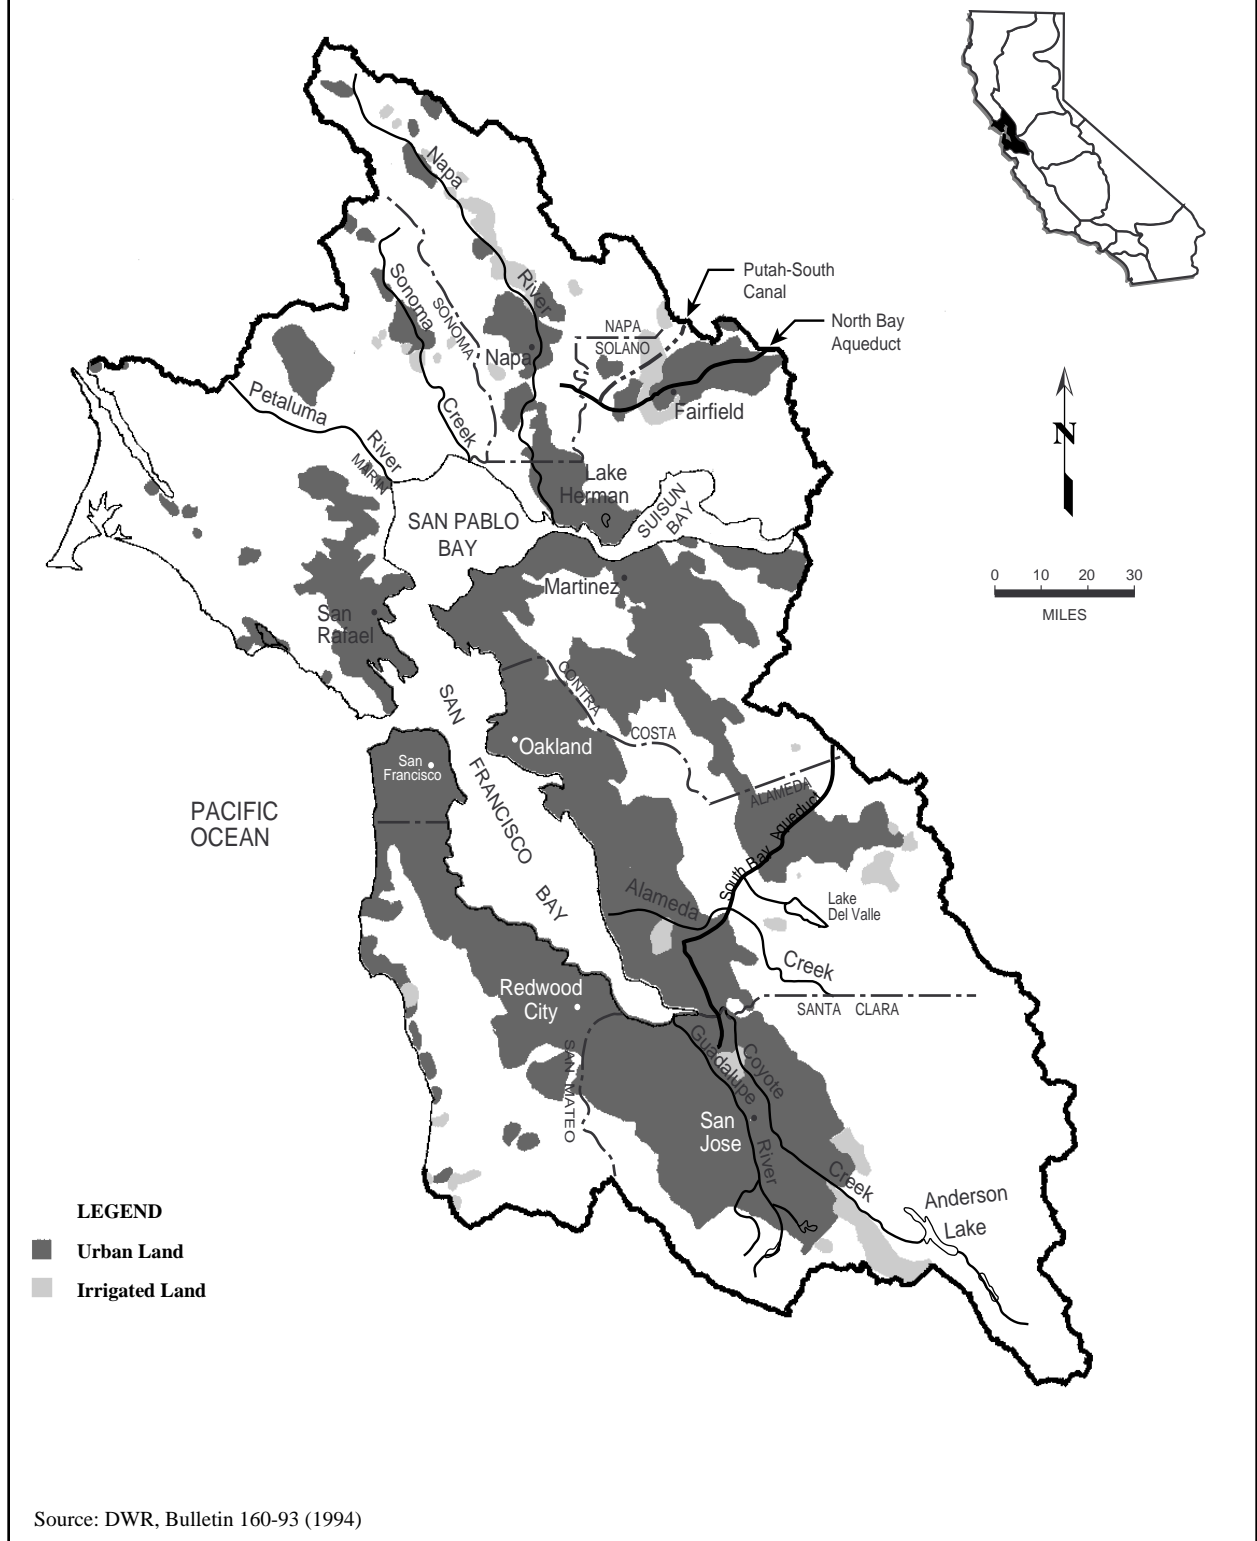 Napa
River
Sonoma
Creek
SONOMA
Putah-South
Canal
North Bay
Aqueduct
NAPA
SOLANO
Napa
Fairfield
Petaluma
River
MARIN
N
Lake
Herman
SUISUN
BAY
SAN PABLO
BAY
Martinez
0 10 20 30
MILES
San
Rafael
CONTRA
COSTA
SAN
FRANCISCO
BAY
Oakland
San
Francisco
ALAMEDA
PACIFIC
OCEAN
South Bay Aqueduct
Alameda
Creek
Lake
Del Valle
Redwood
City
SANTA CLARA
SAN MATEO
Guadalupe
River
Coyote
Creek
San
Jose
Anderson
Lake
LEGEND
Urban Land
Irrigated Land
Source: DWR, Bulletin 160-93 (1994)